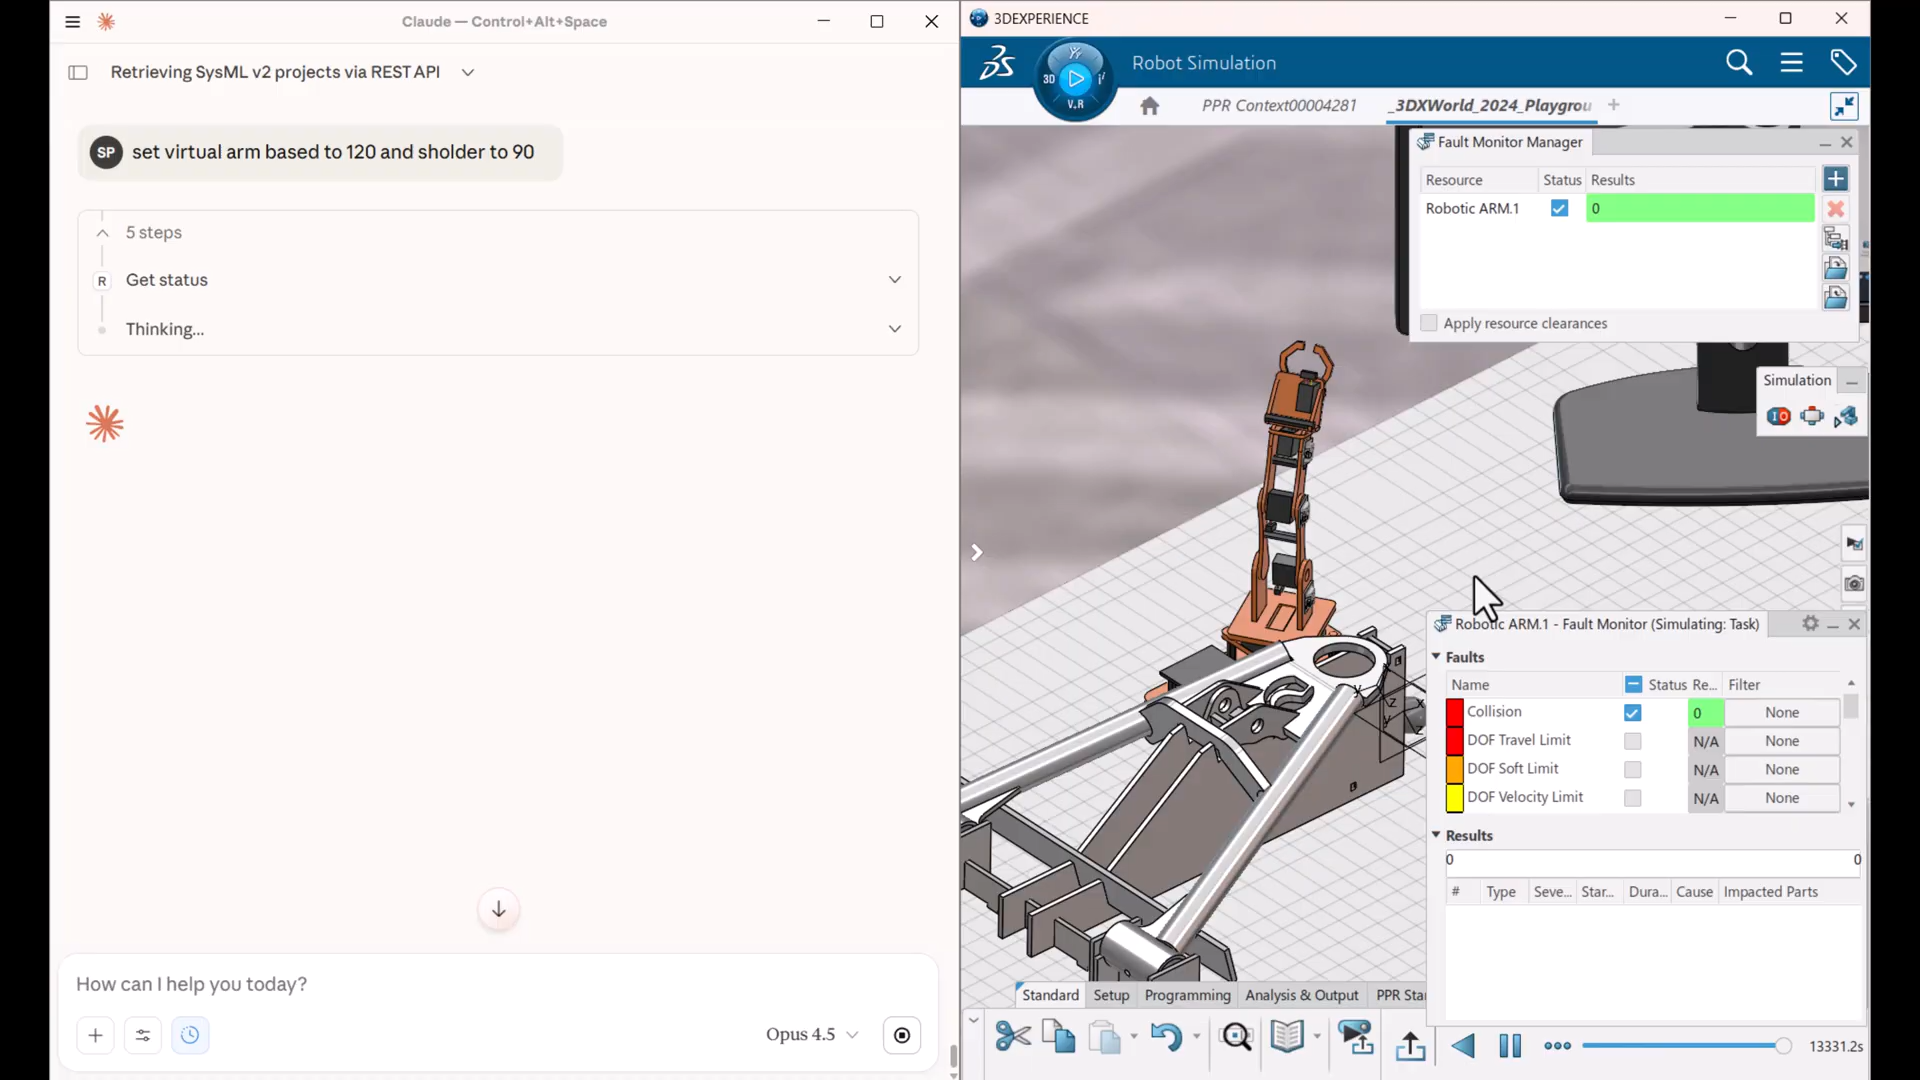 Claude — Control+Alt+Space
Retrieving SysML v2 projects via REST API
SP set virtual arm based to 120 and sholder to 90
5 steps
R Get status
Thinking...
How can I help you today?
Opus 4.5
3DEXPERIENCE
3D V.R Robot Simulation
PPR Context00004281 _3DXWorld_2024_Playgrou
Fault Monitor Manager
Resource Status Results
Robotic ARM.1 0
Apply resource clearances
Simulation
Robotic ARM.1 - Fault Monitor (Simulating: Task)
Faults
Name Status Re... Filter
Collision 0 None
DOF Travel Limit N/A None
DOF Soft Limit N/A None
DOF Velocity Limit N/A None
Results
0 0
# Type Seve... Star... Dura... Cause Impacted Parts
Standard Setup Programming Analysis & Output PPR Star
13331.2s